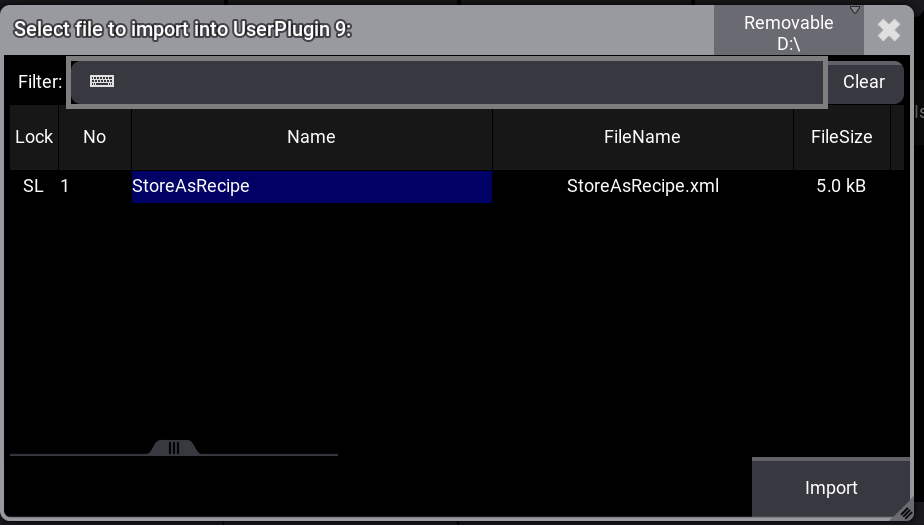 Select file to import into UserPlugin 9:
Removable
D:\
Filter:
Clear
Lock No Name FileName FileSize
SL 1 StoreAsRecipe StoreAsRecipe.xml 5.0 kB
Import